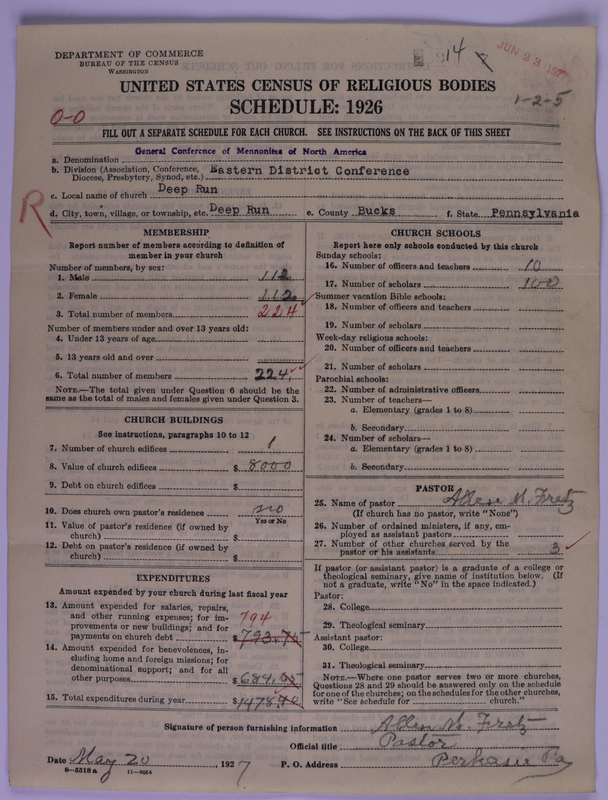 DEPARTMENT OF COMMERCE
BUREAU OF THE CENSUS
WASHINGTON
14
JUN 23 192
UNITED STATES CENSUS OF RELIGIOUS BODIES
SCHEDULE: 1926
1-2-5
0-0
FILL OUT A SEPARATE SCHEDULE FOR EACH CHURCH. SEE INSTRUCTIONS ON THE BACK OF THIS SHEET
a. Denomination General Conference of Mennonites of North America
b. Division (Association, Conference, Diocese, Presbytery, Synod, etc.) Eastern District Conference
c. Local name of church Deep Run
R
d. City, town, village, or township, etc. Deep Run e. County Bucks f. State Pennsylvania
MEMBERSHIP
Report number of members according to definition of
member in your church
Number of members, by sex:
1. Male 112
2. Female 112
3. Total number of members 224
Number of members under and over 13 years old:
4. Under 13 years of age
5. 13 years old and over
6. Total number of members 224
NOTE.—The total given under Question 6 should be the
same as the total of males and females given under Question 3.
CHURCH BUILDINGS
See instructions, paragraphs 10 to 12
7. Number of church edifices 1
8. Value of church edifices $ 8000
9. Debt on church edifices $
10. Does church own pastor's residence no
Yes or No
11. Value of pastor's residence (if owned by
church) $
12. Debt on pastor's residence (if owned by
church) $
EXPENDITURES
Amount expended by your church during last fiscal year
13. Amount expended for salaries, repairs,
and other running expenses; for im- 794
provements or new buildings; and for
payments on church debt $ 793.75
14. Amount expended for benevolences, in-
cluding home and foreign missions; for
denominational support; and for all
other purposes $ 684.
15. Total expenditures during year $ 1478
CHURCH SCHOOLS
Report here only schools conducted by this church
Sunday schools:
16. Number of officers and teachers 10
17. Number of scholars 100
Summer vacation Bible schools:
18. Number of officers and teachers
19. Number of scholars
Week-day religious schools:
20. Number of officers and teachers
21. Number of scholars
Parochial schools:
22. Number of administrative officers
23. Number of teachers—
a. Elementary (grades 1 to 8)
b. Secondary
24. Number of scholars—
a. Elementary (grades 1 to 8)
b. Secondary
PASTOR
25. Name of pastor Allen M. Fretz
(If church has no pastor, write "None")
26. Number of ordained ministers, if any, em-
ployed as assistant pastors
27. Number of other churches served by the
pastor or his assistants 3
If pastor (or assistant pastor) is a graduate of a college or
theological seminary, give name of institution below. (If
not a graduate, write "No" in the space indicated.)
Pastor:
28. College
29. Theological seminary
Assistant pastor:
30. College
31. Theological seminary
NOTE.—Where one pastor serves two or more churches,
Questions 28 and 29 should be answered only on the schedule
for one of the churches; on the schedules for the other churches,
write "See schedule for church."
Signature of person furnishing information Allen M. Fretz
Official title Pastor
Date May 20, 1927 P. O. Address Perkasie Pa
8—5518 a 11—9024